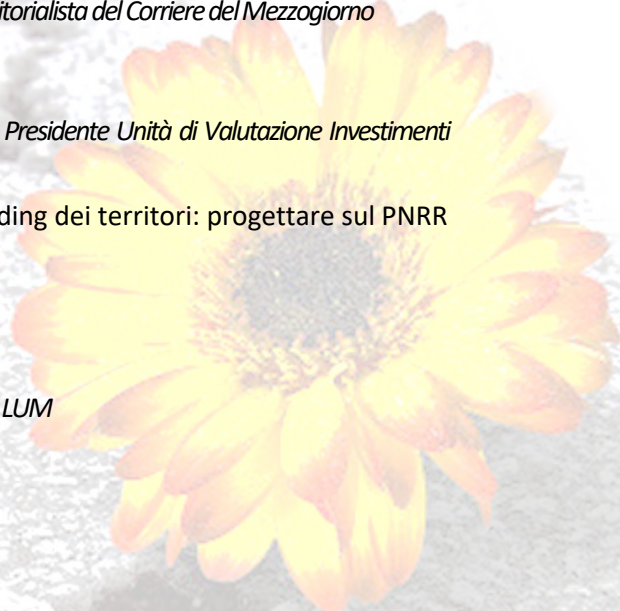 itorialista del Corriere del Mezzogiorno
Presidente Unità di Valutazione Investimenti
ding dei territori: progettare sul PNRR
LUM